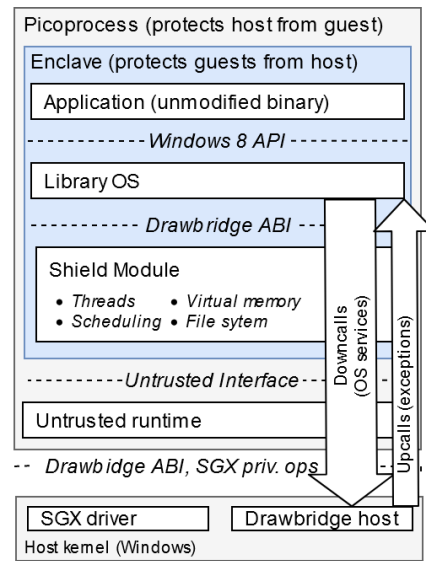 Picoprocess (protects host from guest)
Enclave (protects guests from host)
Application (unmodified binary)
Windows 8 API
Library OS
Drawbridge ABI
Shield Module
• Threads
• Virtual memory
• Scheduling
• File sytem
Downcalls
(OS services)
Upcalls (exceptions)
Untrusted Interface
Untrusted runtime
Drawbridge ABI, SGX priv. ops
SGX driver
Drawbridge host
Host kernel (Windows)